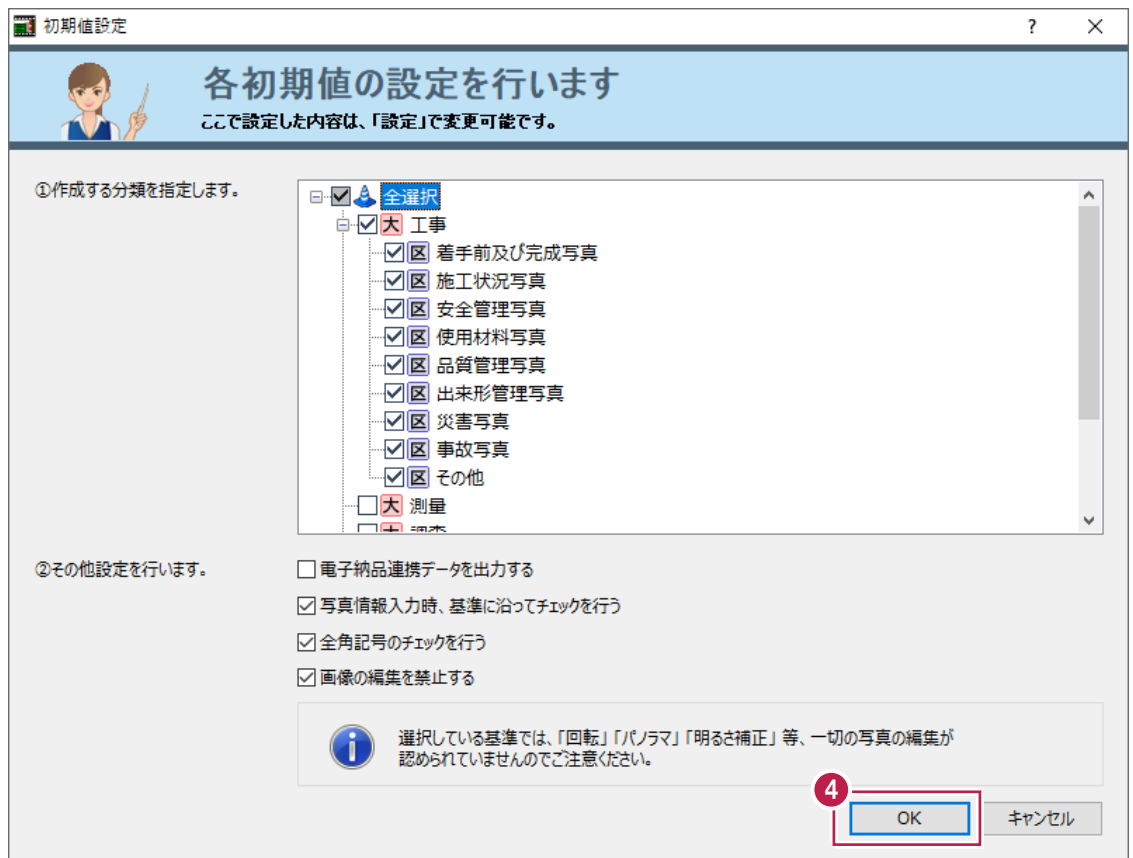 初期値設定
各初期値の設定を行います
ここで設定した内容は、「設定」で変更可能です。
①作成する分類を指定します。
全選択
大 工事
区 着手前及び完成写真
区 施工状況写真
区 安全管理写真
区 使用材料写真
区 品質管理写真
区 出来形管理写真
区 災害写真
区 事故写真
区 その他
大 測量
大 調査
②その他設定を行います。
電子納品連携データを出力する
写真情報入力時、基準に沿ってチェックを行う
全角記号のチェックを行う
画像の編集を禁止する
選択している基準では、「回転」「パノラマ」「明るさ補正」等、一切の写真の編集が
認められていませんのでご注意ください。
4
OK キャンセル